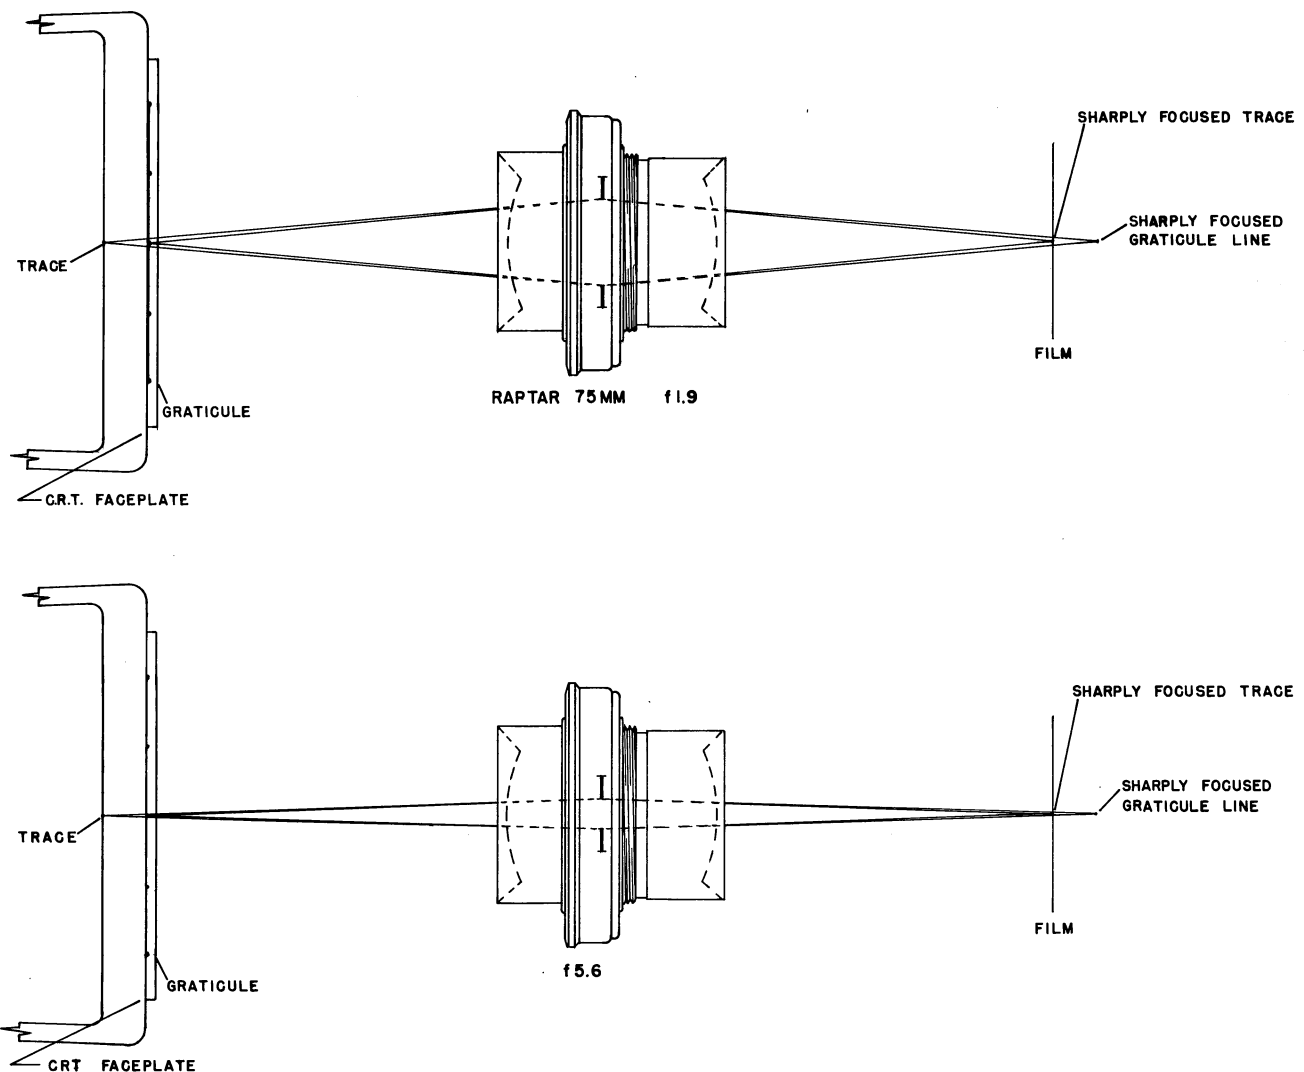 SHARPLY FOCUSED TRACE
SHARPLY FOCUSED
GRATICULE LINE
TRACE
FILM
RAPTAR 75MM f1.9
GRATICULE
C.R.T. FACEPLATE
SHARPLY FOCUSED TRACE
SHARPLY FOCUSED
GRATICULE LINE
TRACE
FILM
f5.6
GRATICULE
CRT FACEPLATE